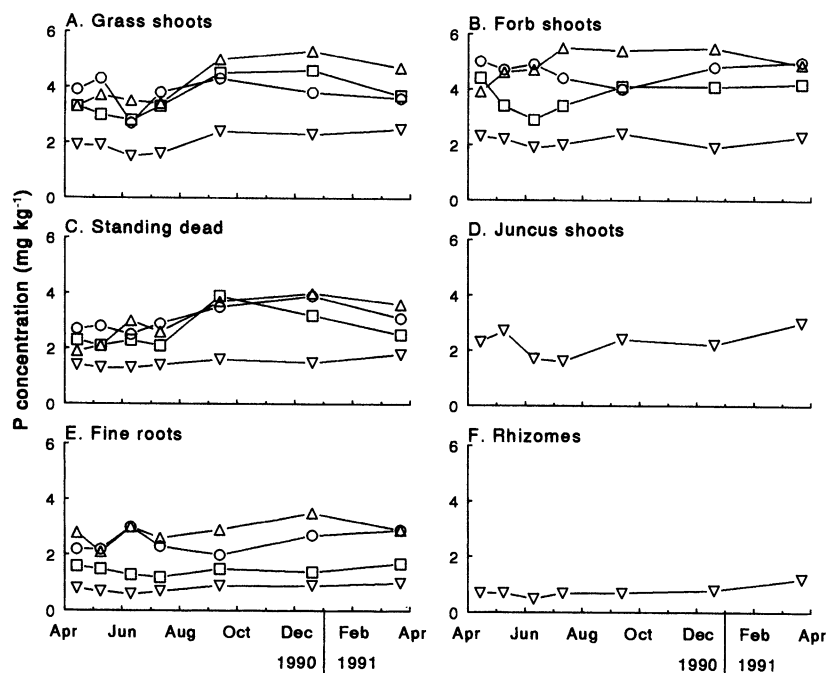 A. Grass shoots
B. Forb shoots
6
4
2
0
6
4
2
0
C. Standing dead
D. Juncus shoots
6
4
2
0
6
4
2
0
E. Fine roots
F. Rhizomes
6
4
2
0
6
4
2
0
P concentration (mg kg-1)
Apr Jun Aug Oct Dec Feb Apr
Apr Jun Aug Oct Dec Feb Apr
1990 1991
1990 1991